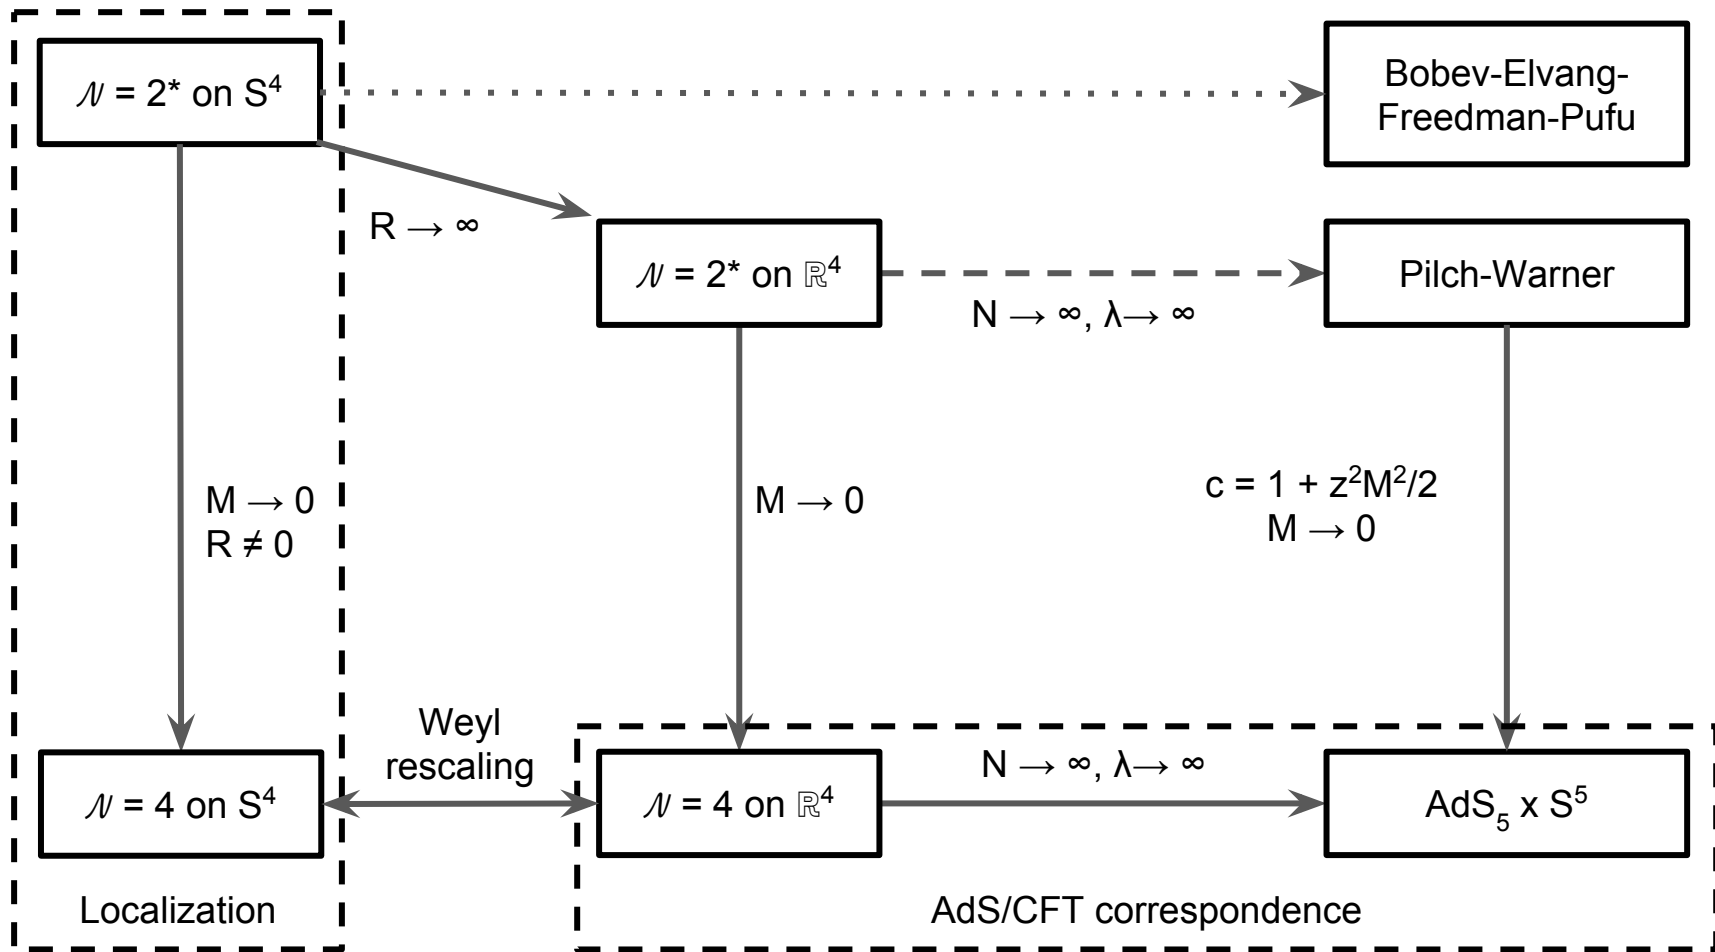 𝒩 = 2* on S⁴
Bobev-Elvang-
Freedman-Pufu
R → ∞
𝒩 = 2* on ℝ⁴
Pilch-Warner
N → ∞, λ→ ∞
M → 0
R ≠ 0
M → 0
c = 1 + z²M²/2
M → 0
Weyl
rescaling
𝒩 = 4 on S⁴
𝒩 = 4 on ℝ⁴
N → ∞, λ→ ∞
AdS₅ x S⁵
Localization
AdS/CFT correspondence